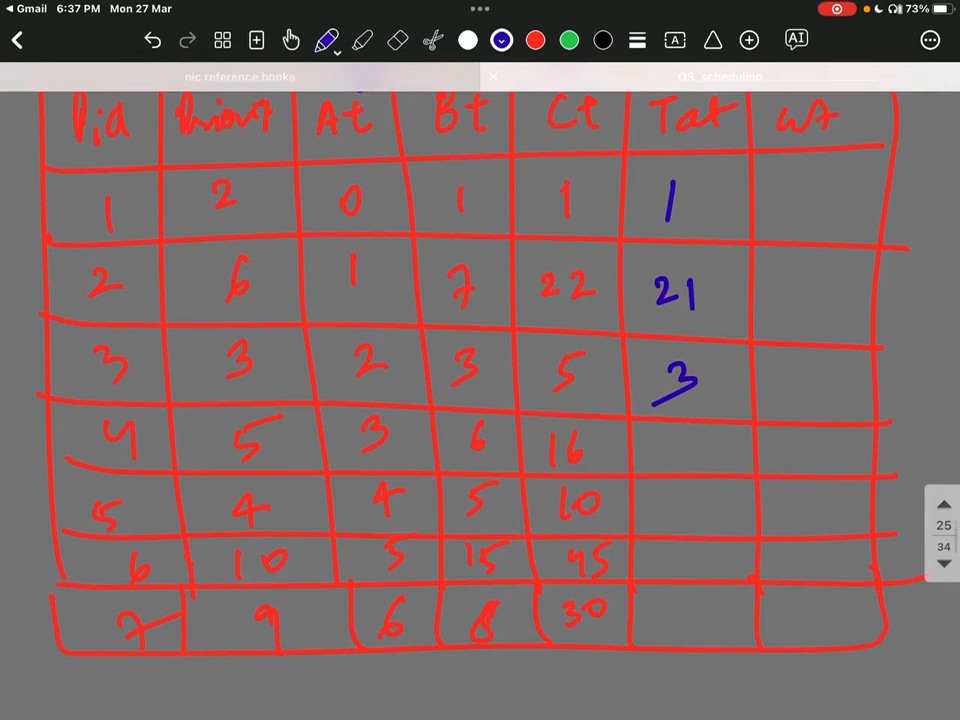 Gmail 6:37 PM Mon 27 Mar 73%
A AI
nic reference books OS_scheduling
Pid Priority At Bt Ct Tat WT
1 2 0 1 1 1
2 6 1 7 22 21
3 3 2 3 5 3
4 5 3 6 16
5 4 4 5 10
6 10 5 15 45
7 9 6 8 30
25
34